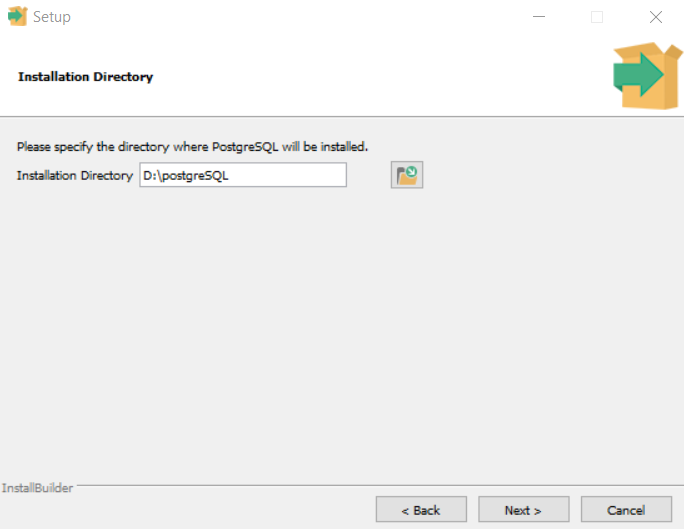 Setup
Installation Directory
Please specify the directory where PostgreSQL will be installed.
Installation Directory D:\postgreSQL
InstallBuilder
< Back Next > Cancel